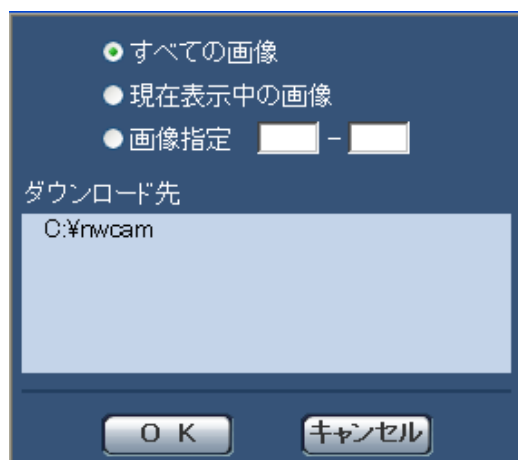 すべての画像
現在表示中の画像
画像指定 -
ダウンロード先
C:¥nwcam
OK キャンセル